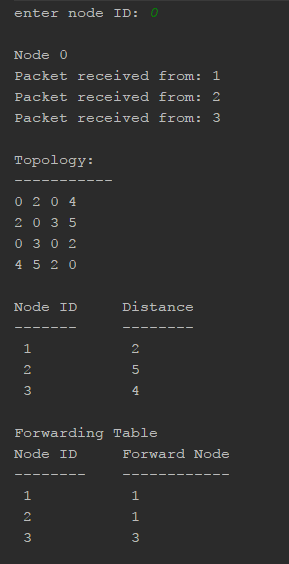 enter node ID: 0
Node 0
Packet received from: 1
Packet received from: 2
Packet received from: 3
Topology:
-----------
0 2 0 4
2 0 3 5
0 3 0 2
4 5 2 0
Node ID     Distance
-------     --------
1           2
2           5
3           4
Forwarding Table
Node ID     Forward Node
--------    ------------
1           1
2           1
3           3